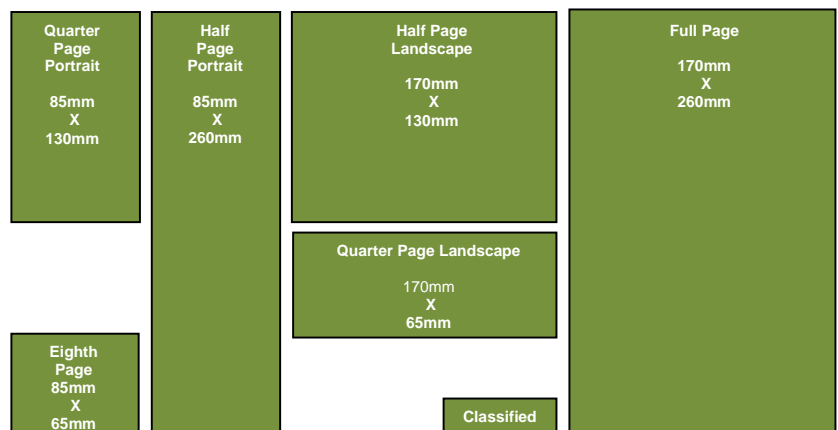 Quarter
Page
Portrait
85mm
X
130mm
Half
Page
Portrait
85mm
X
260mm
Half Page
Landscape
170mm
X
130mm
Full Page
170mm
X
260mm
Quarter Page Landscape
170mm
X
65mm
Eighth
Page
85mm
X
65mm
Classified